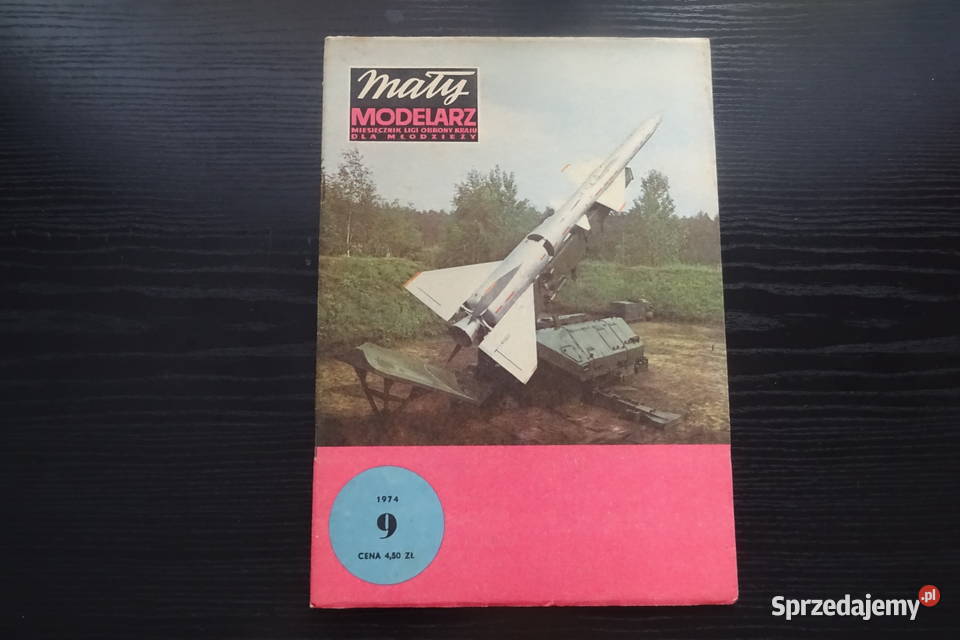 Mały
MODELARZ
MIESIĘCZNIK LIGI OBRONY KRAJU
DLA MŁODZIEŻY
1974
9
CENA 4,50 ZŁ
Sprzedajemy.pl